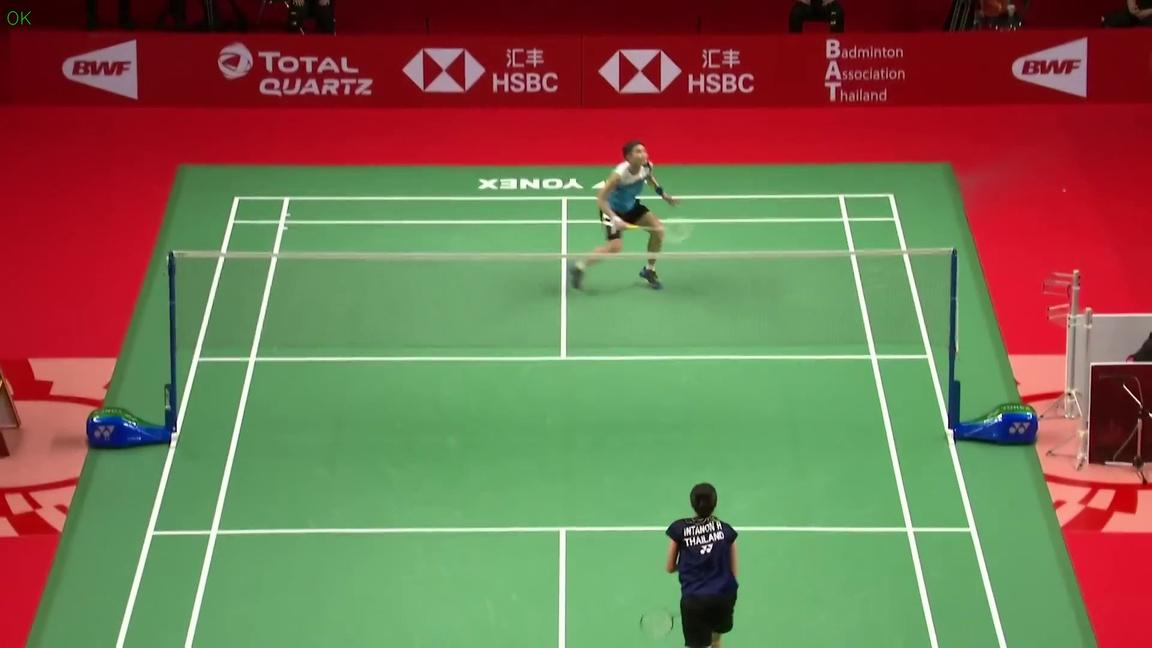 OK
BWF
TOTAL
QUARTZ
汇丰
HSBC
汇丰
HSBC
Badminton
Association
Thailand
BWF
YONEX
INTANON R
THAILAND